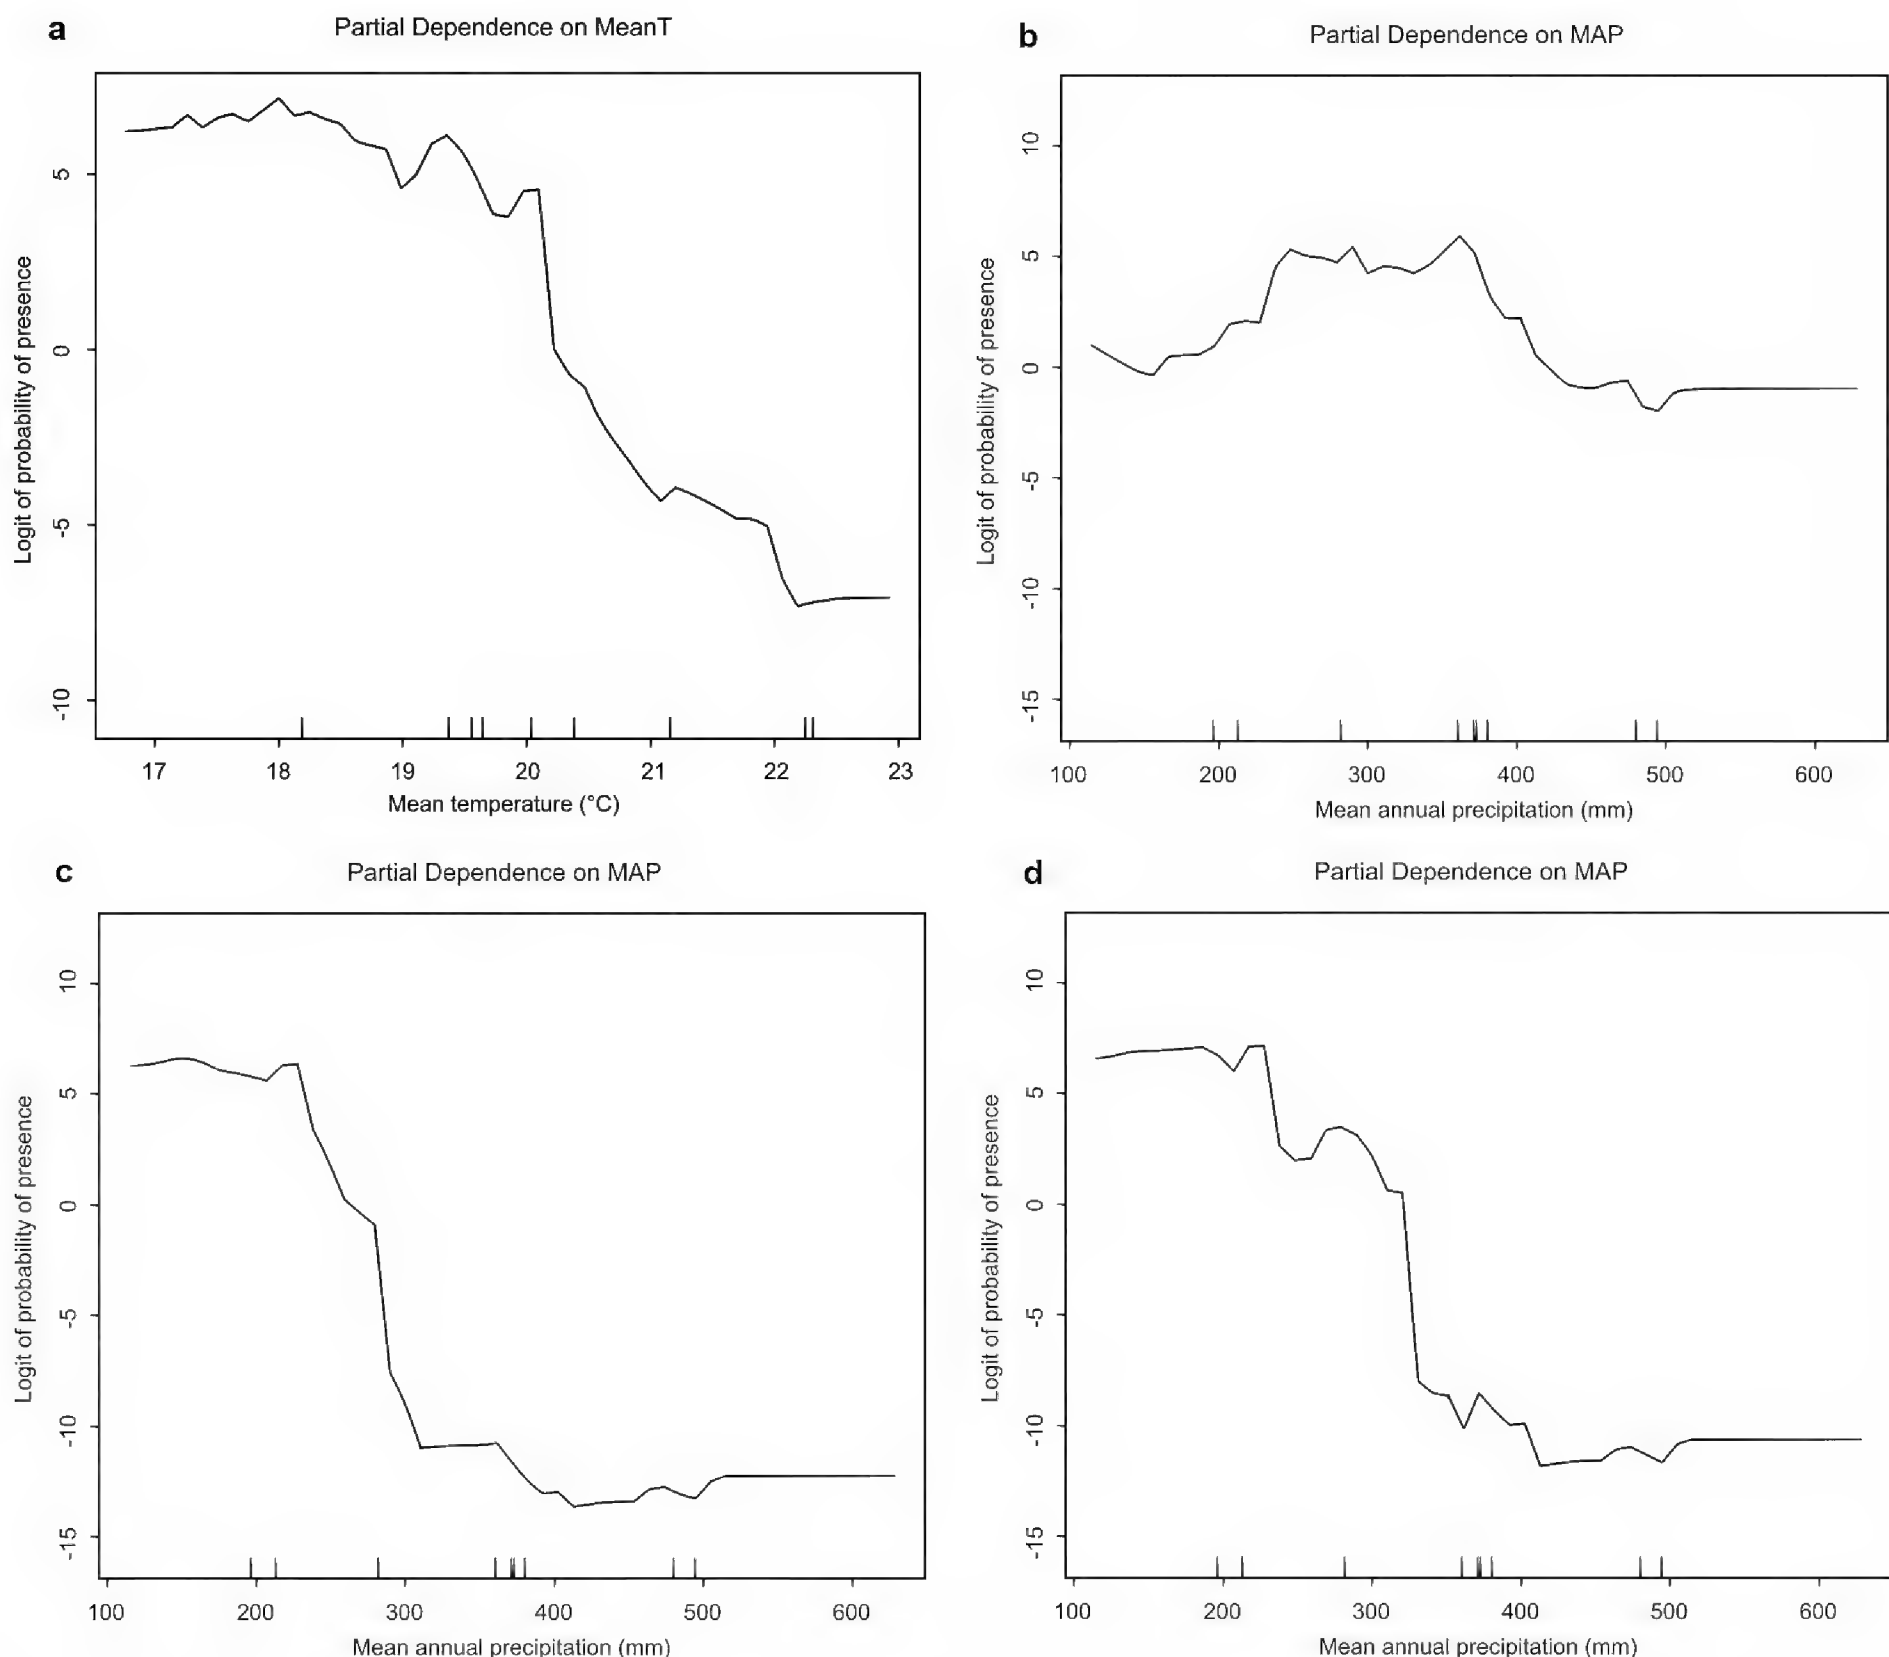 a
Partial Dependence on MeanT
Logit of probability of presence
5
0
-5
-10
17 18 19 20 21 22 23
Mean temperature (°C)
b
Partial Dependence on MAP
Logit of probability of presence
10
5
0
-5
-10
-15
100 200 300 400 500 600
Mean annual precipitation (mm)
c
Partial Dependence on MAP
Logit of probability of presence
10
5
0
-5
-10
-15
100 200 300 400 500 600
Mean annual precipitation (mm)
d
Partial Dependence on MAP
Logit of probability of presence
10
5
0
-5
-10
-15
100 200 300 400 500 600
Mean annual precipitation (mm)